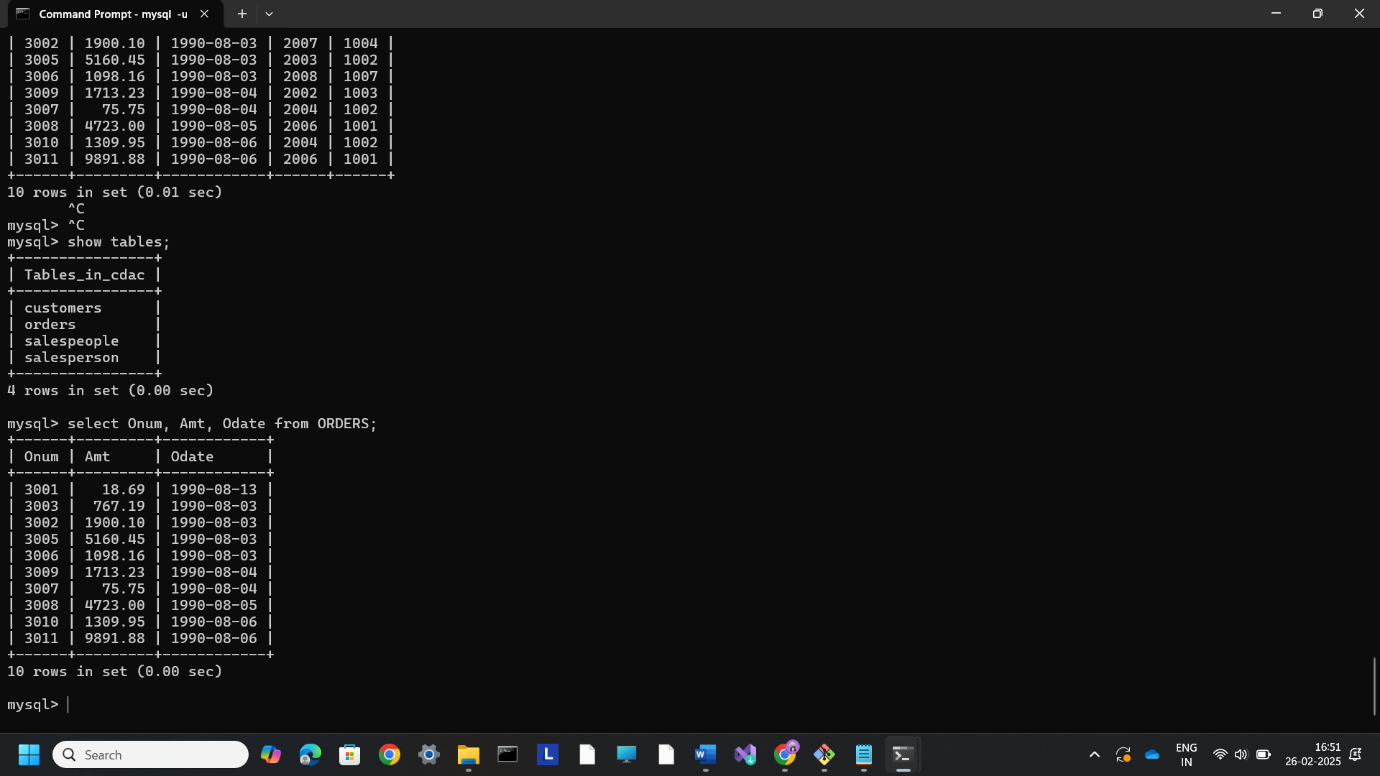 Command Prompt - mysql -u
| 3002 | 1900.10 | 1990-08-03 | 2007 | 1004 |
| 3005 | 5160.45 | 1990-08-03 | 2003 | 1002 |
| 3006 | 1098.16 | 1990-08-03 | 2008 | 1007 |
| 3009 | 1713.23 | 1990-08-04 | 2002 | 1003 |
| 3007 |   75.75 | 1990-08-04 | 2004 | 1002 |
| 3008 | 4723.00 | 1990-08-05 | 2006 | 1001 |
| 3010 | 1309.95 | 1990-08-06 | 2004 | 1002 |
| 3011 | 9891.88 | 1990-08-06 | 2006 | 1001 |
+------+---------+------------+------+------+
10 rows in set (0.01 sec)
       ^C
mysql> ^C
mysql> show tables;
+----------------+
| Tables_in_cdac |
+----------------+
| customers      |
| orders         |
| salespeople    |
| salesperson    |
+----------------+
4 rows in set (0.00 sec)
mysql> select Onum, Amt, Odate from ORDERS;
+------+---------+------------+
| Onum | Amt     | Odate      |
+------+---------+------------+
| 3001 |   18.69 | 1990-08-13 |
| 3003 |  767.19 | 1990-08-03 |
| 3002 | 1900.10 | 1990-08-03 |
| 3005 | 5160.45 | 1990-08-03 |
| 3006 | 1098.16 | 1990-08-03 |
| 3009 | 1713.23 | 1990-08-04 |
| 3007 |   75.75 | 1990-08-04 |
| 3008 | 4723.00 | 1990-08-05 |
| 3010 | 1309.95 | 1990-08-06 |
| 3011 | 9891.88 | 1990-08-06 |
+------+---------+------------+
10 rows in set (0.00 sec)
mysql>
Search
L
W
ENG
IN
16:51
26-02-2025